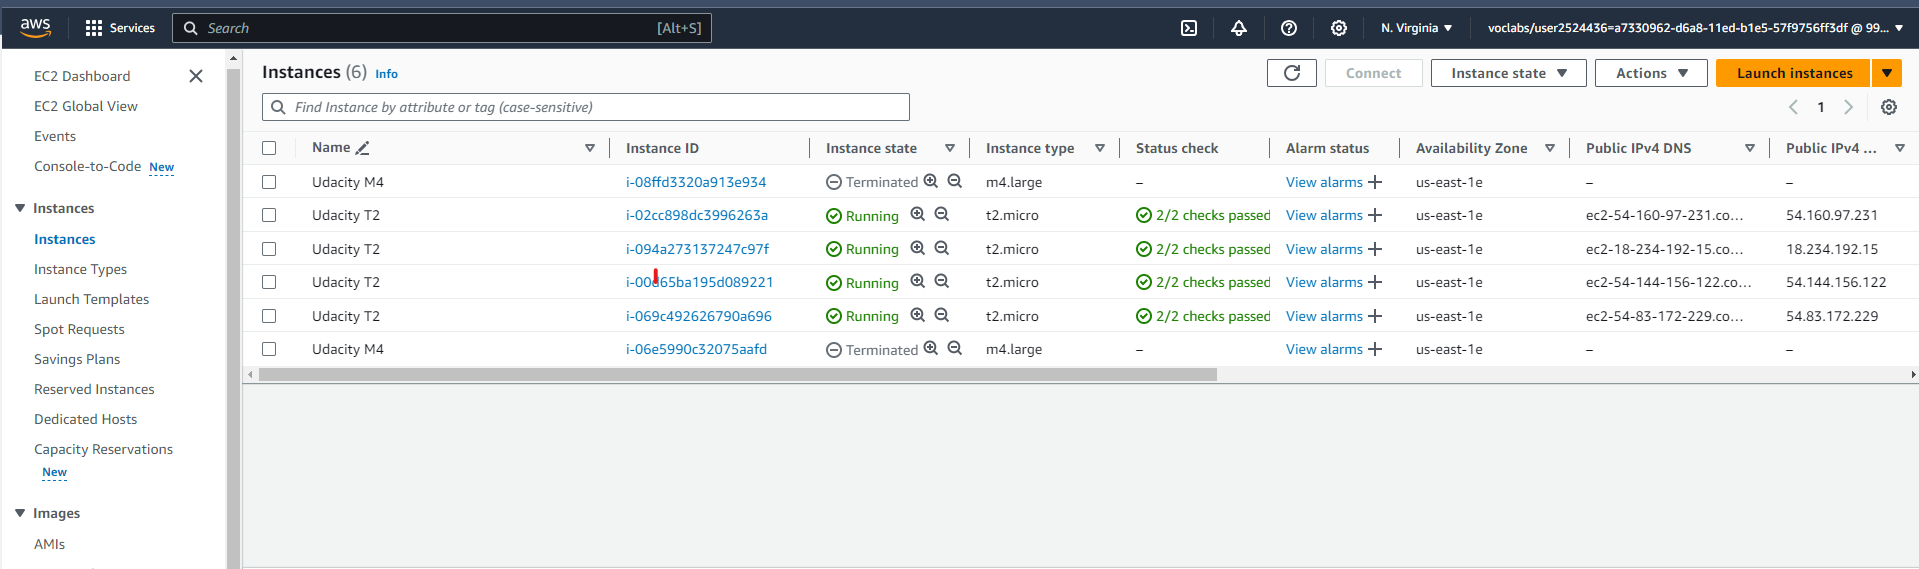 aws Services Search [Alt+S] N. Virginia voclabs/user2524436=a7330962-d6a8-11ed-b1e5-57f9756ff3df @ 99...
EC2 Dashboard
EC2 Global View
Events
Console-to-Code New
Instances
Instances
Instance Types
Launch Templates
Spot Requests
Savings Plans
Reserved Instances
Dedicated Hosts
Capacity Reservations
New
Images
AMIs
Instances (6) Info Connect Instance state Actions Launch instances
Find Instance by attribute or tag (case-sensitive) 1
Name Instance ID Instance state Instance type Status check Alarm status Availability Zone Public IPv4 DNS Public IPv4 ...
Udacity M4 i-08ffd3320a913e934 Terminated m4.large – View alarms us-east-1e – –
Udacity T2 i-02cc898dc3996263a Running t2.micro 2/2 checks passed View alarms us-east-1e ec2-54-160-97-231.co... 54.160.97.231
Udacity T2 i-094a273137247c97f Running t2.micro 2/2 checks passed View alarms us-east-1e ec2-18-234-192-15.co... 18.234.192.15
Udacity T2 i-00d65ba195d089221 Running t2.micro 2/2 checks passed View alarms us-east-1e ec2-54-144-156-122.co... 54.144.156.122
Udacity T2 i-069c492626790a696 Running t2.micro 2/2 checks passed View alarms us-east-1e ec2-54-83-172-229.co... 54.83.172.229
Udacity M4 i-06e5990c32075aafd Terminated m4.large – View alarms us-east-1e – –